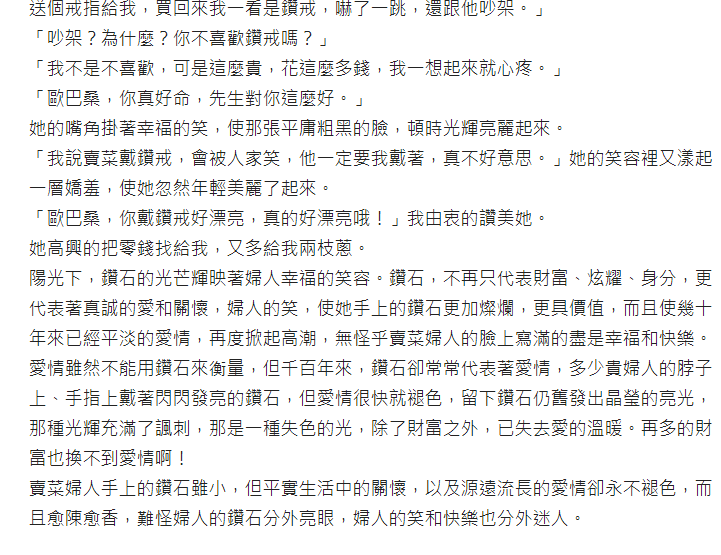 送個戒指給我，買回來我一看是鑽戒，嚇了一跳，還跟他吵架。」
「吵架？為什麼？你不喜歡鑽戒嗎？」
「我不是不喜歡，可是這麼貴，花這麼多錢，我一想起來就心疼。」
「歐巴桑，你真好命，先生對你這麼好。」
她的嘴角掛著幸福的笑，使那張平庸粗黑的臉，頓時光輝亮麗起來。
「我說賣菜戴鑽戒，會被人家笑，他一定要我戴著，真不好意思。」她的笑容裡又漾起
一層嬌羞，使她忽然年輕美麗了起來。
「歐巴桑，你戴鑽戒好漂亮，真的好漂亮哦！」我由衷的讚美她。
她高興的把零錢找給我，又多給我兩枝蔥。
陽光下，鑽石的光芒輝映著婦人幸福的笑容。鑽石，不再只代表財富、炫耀、身分，更
代表著真誠的愛和關懷，婦人的笑，使她手上的鑽石更加燦爛，更具價值，而且使幾十
年來已經平淡的愛情，再度掀起高潮，無怪乎賣菜婦人的臉上寫滿的盡是幸福和快樂。
愛情雖然不能用鑽石來衡量，但千百年來，鑽石卻常常代表著愛情，多少貴婦人的脖子
上、手指上戴著閃閃發亮的鑽石，但愛情很快就褪色，留下鑽石仍舊發出晶瑩的亮光，
那種光輝充滿了諷刺，那是一種失色的光，除了財富之外，已失去愛的溫暖。再多的財
富也換不到愛情啊！
賣菜婦人手上的鑽石雖小，但平實生活中的關懷，以及源遠流長的愛情卻永不褪色，而
且愈陳愈香，難怪婦人的鑽石分外亮眼，婦人的笑和快樂也分外迷人。